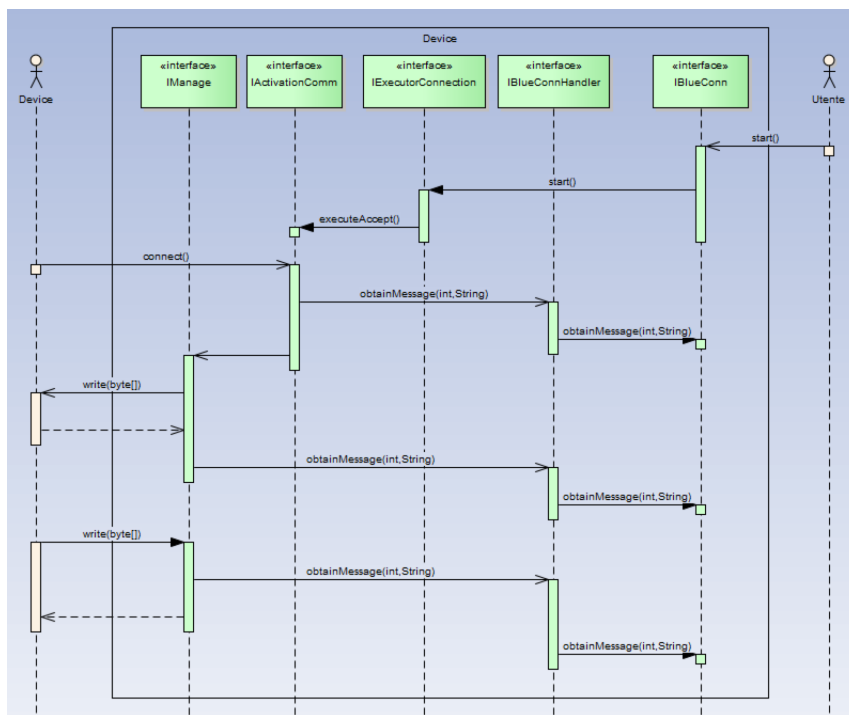 Device
«interface» «interface» «interface» «interface» «interface»
IManage IActivationComm IExecutorConnection IBlueConnHandler IBlueConn
Device Utente
start()
start()
executeAccept()
connect()
obtainMessage(int,String)
obtainMessage(int,String)
write(byte[])
obtainMessage(int,String)
obtainMessage(int,String)
write(byte[])
obtainMessage(int,String)
obtainMessage(int,String)